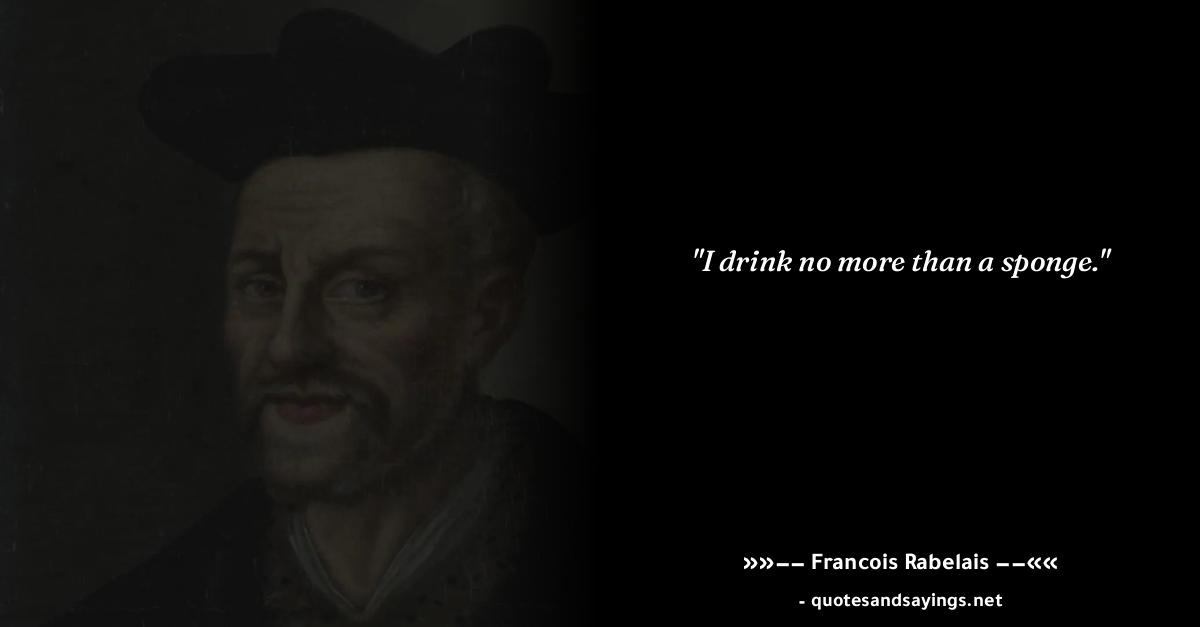 "I drink no more than a sponge."
»»-- Francois Rabelais --««
- quotesandsayings.net